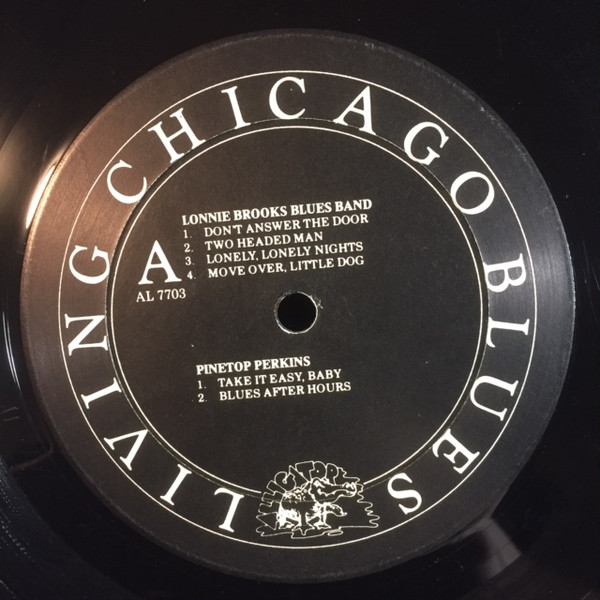 LIVING CHICAGO BLUES
A
AL 7703
LONNIE BROOKS BLUES BAND
1. DON'T ANSWER THE DOOR
2. TWO HEADED MAN
3. LONELY, LONELY NIGHTS
4. MOVE OVER, LITTLE DOG
PINETOP PERKINS
1. TAKE IT EASY, BABY
2. BLUES AFTER HOURS
ALLIGATOR